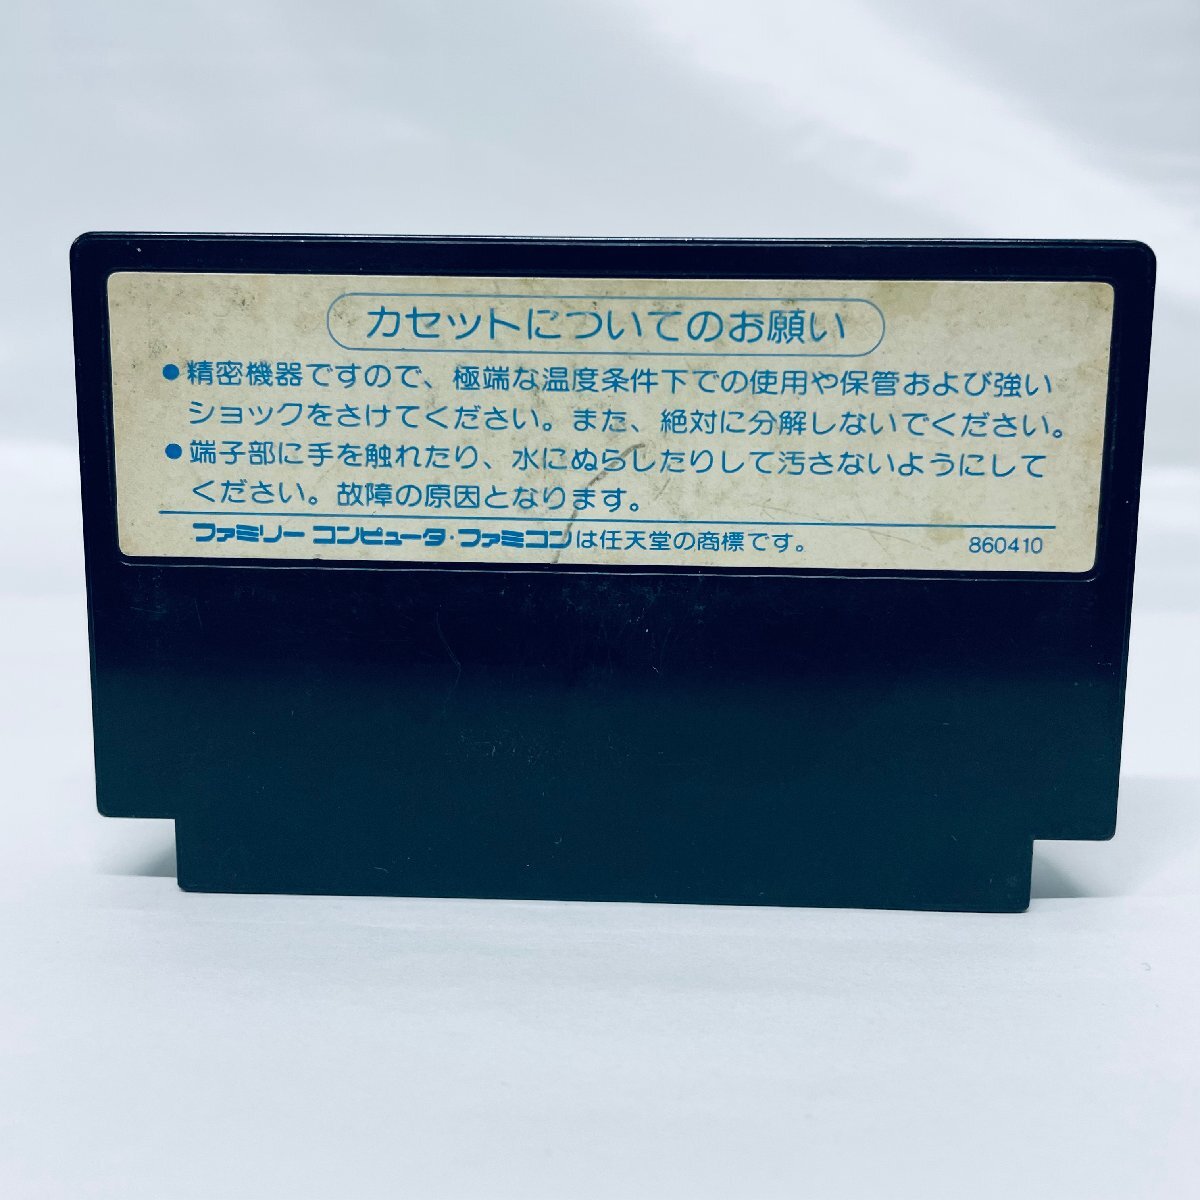 カセットについてのお願い
●精密機器ですので、極端な温度条件下での使用や保管および強い
ショックをさけてください。また、絶対に分解しないでください。
●端子部に手を触れたり、水にぬらしたりして汚さないようにして
ください。故障の原因となります。
ファミリー コンピュータ・ファミコンは任天堂の商標です。 860410